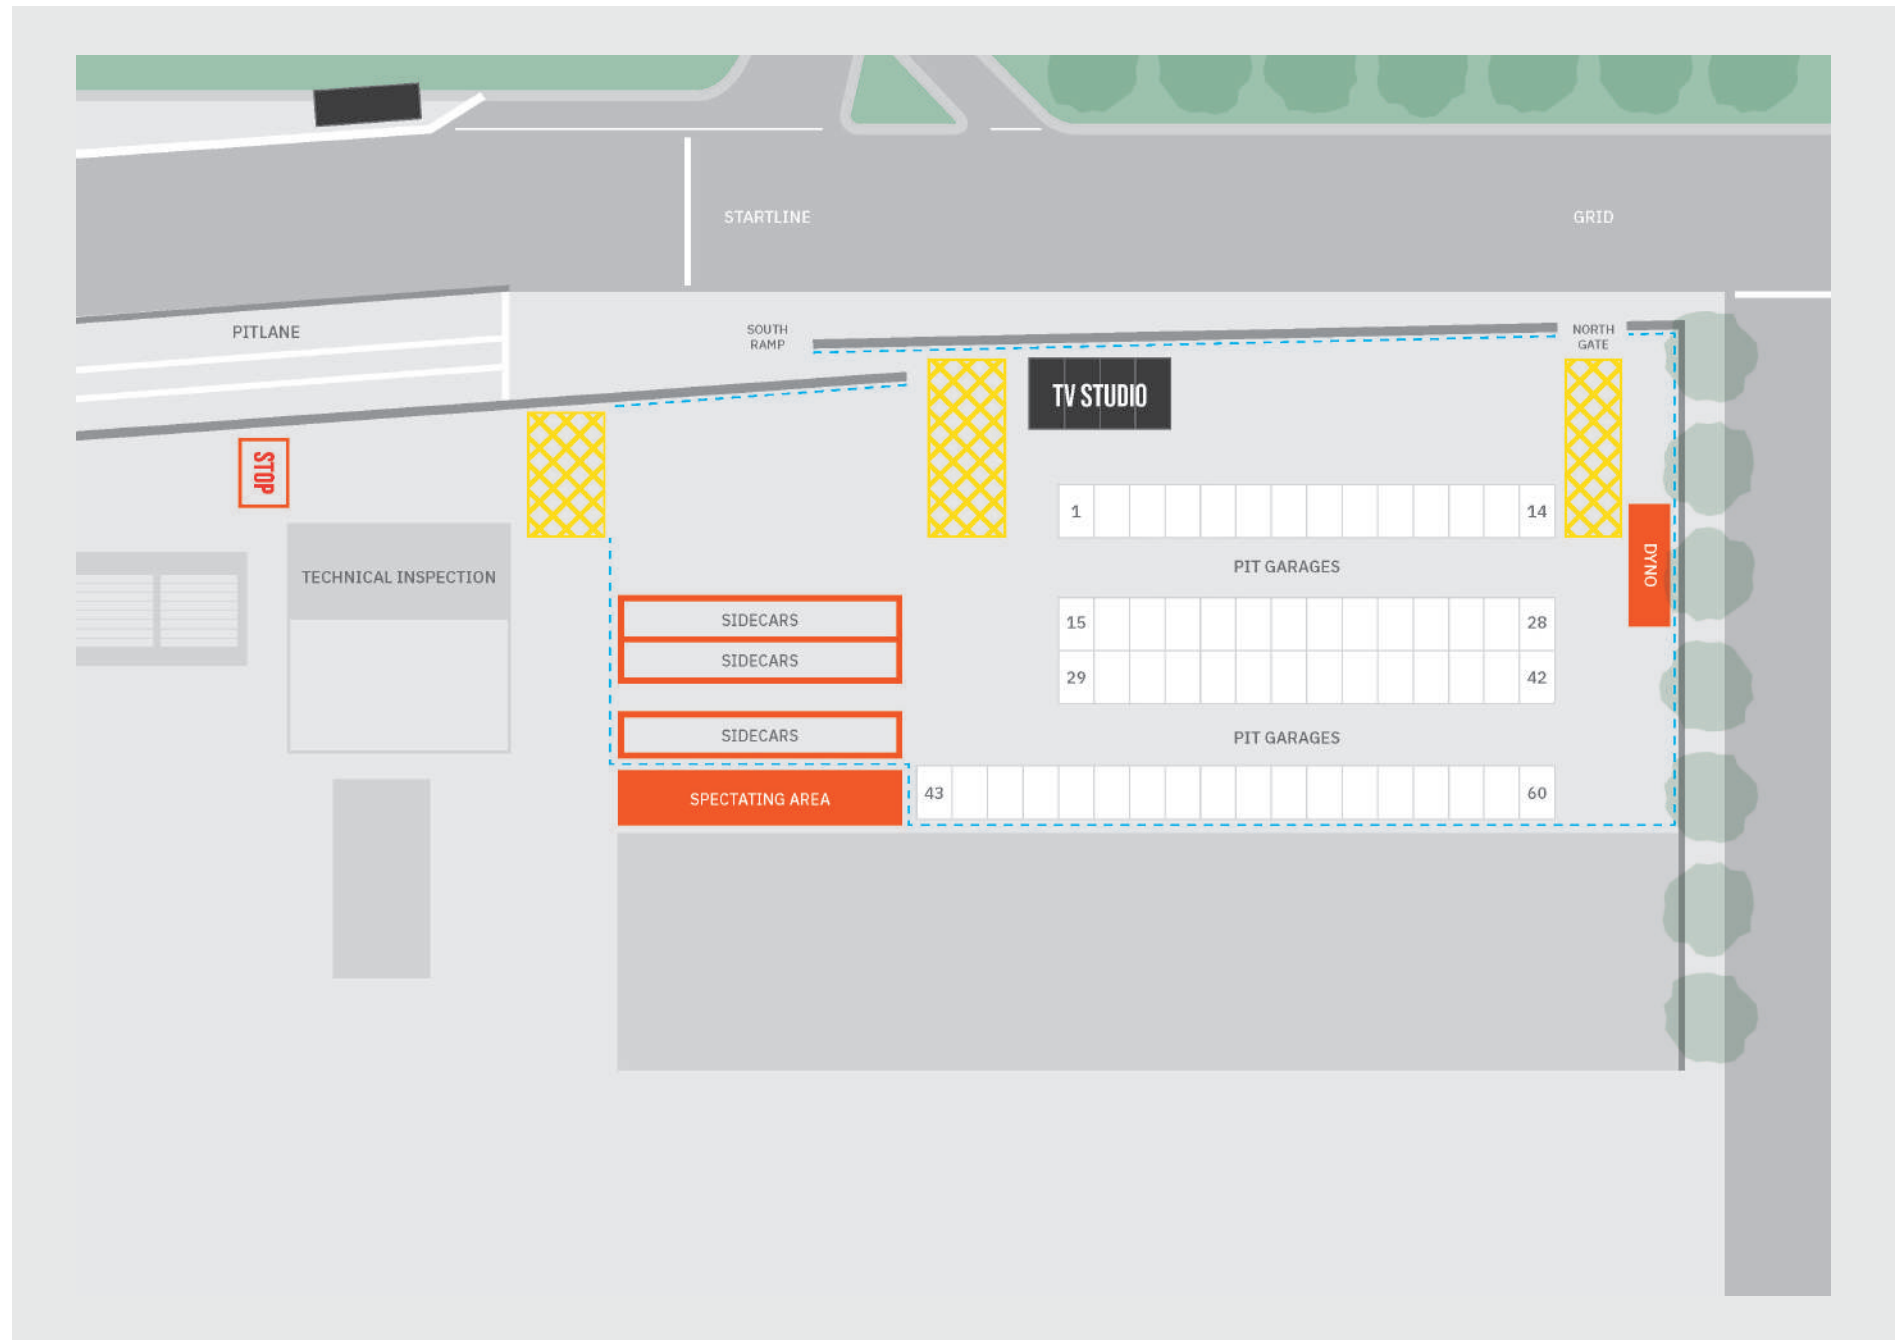 STARTLINE
GRID
PITLANE
SOUTH
RAMP
NORTH
GATE
TV STUDIO
STOP
1
14
DYNO
TECHNICAL INSPECTION
PIT GARAGES
SIDECARS
15
28
SIDECARS
29
42
SIDECARS
PIT GARAGES
SPECTATING AREA
43
60